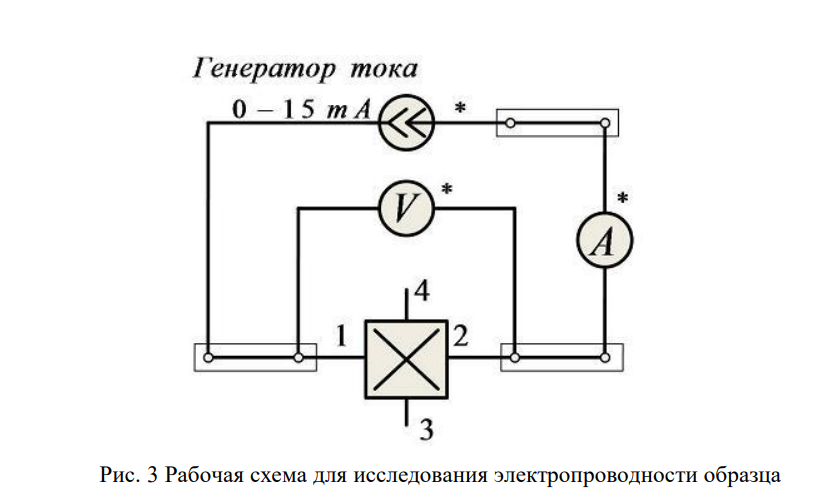 Генератор тока
0 – 15 mA
*
V
*
*
A
4
1
2
3
Рис. 3 Рабочая схема для исследования электропроводности образца